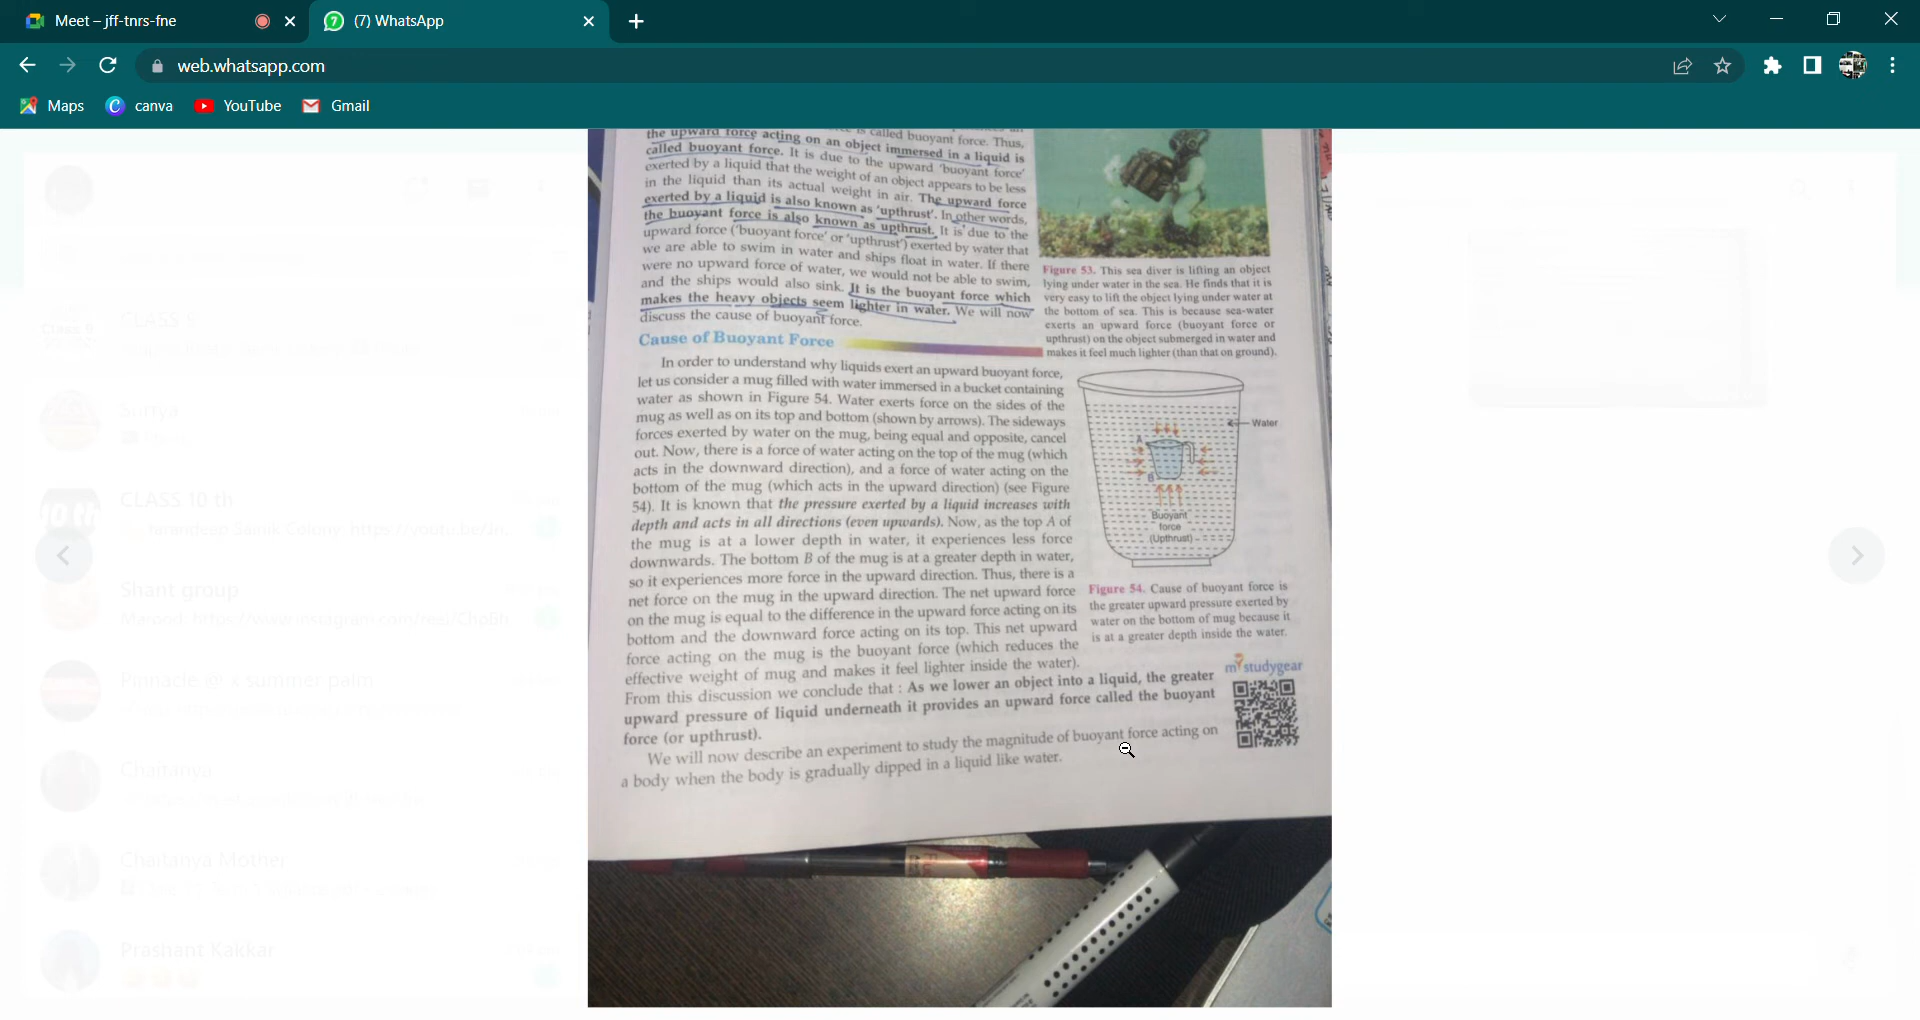 Meet – jff-tnrs-fne
(7) WhatsApp
web.whatsapp.com
Maps
canva
YouTube
Gmail
is called buoyant force. Thus,
the upward force acting on an object immersed in a liquid is
called buoyant force. It is due to the upward 'buoyant force'
exerted by a liquid that the weight of an object appears to be less
in the liquid than its actual weight in air. The upward force
exerted by a liquid is also known as 'upthrust'. In other words,
the buoyant force is also known as upthrust. It is due to the
upward force ('buoyant force' or 'upthrust') exerted by water that
we are able to swim in water and ships float in water. If there
were no upward force of water, we would not be able to swim,
and the ships would also sink. It is the buoyant force which
makes the heavy objects seem lighter in water. We will now
discuss the cause of buoyant force.
Figure 53. This sea diver is lifting an object
lying under water in the sea. He finds that it is
very easy to lift the object lying under water at
the bottom of sea. This is because sea-water
exerts an upward force (buoyant force or
upthrust) on the object submerged in water and
makes it feel much lighter (than that on ground).
Cause of Buoyant Force
In order to understand why liquids exert an upward buoyant force,
let us consider a mug filled with water immersed in a bucket containing
water as shown in Figure 54. Water exerts force on the sides of the
mug as well as on its top and bottom (shown by arrows). The sideways
forces exerted by water on the mug, being equal and opposite, cancel
out. Now, there is a force of water acting on the top of the mug (which
acts in the downward direction), and a force of water acting on the
bottom of the mug (which acts in the upward direction) (see Figure
54). It is known that the pressure exerted by a liquid increases with
depth and acts in all directions (even upwards). Now, as the top A of
the mug is at a lower depth in water, it experiences less force
downwards. The bottom B of the mug is at a greater depth in water,
so it experiences more force in the upward direction. Thus, there is a
net force on the mug in the upward direction. The net upward force
on the mug is equal to the difference in the upward force acting on its
bottom and the downward force acting on its top. This net upward
force acting on the mug is the buoyant force (which reduces the
effective weight of mug and makes it feel lighter inside the water).
From this discussion we conclude that : As we lower an object into a liquid, the greater
upward pressure of liquid underneath it provides an upward force called the buoyant
force (or upthrust).
We will now describe an experiment to study the magnitude of buoyant force acting on
a body when the body is gradually dipped in a liquid like water.
Water
A
B
Buoyant
force
(Upthrust)
Figure 54. Cause of buoyant force is
the greater upward pressure exerted by
water on the bottom of mug because it
is at a greater depth inside the water.
mystudygear
CLASS
Surrya
CLASS 10 th
Tarandeep Sainik Colony: https://youtu.be/
Shant group
Pinnacle @ x summer palm
Chaitanya
Chaitanya Mother
Prashant Kakkar